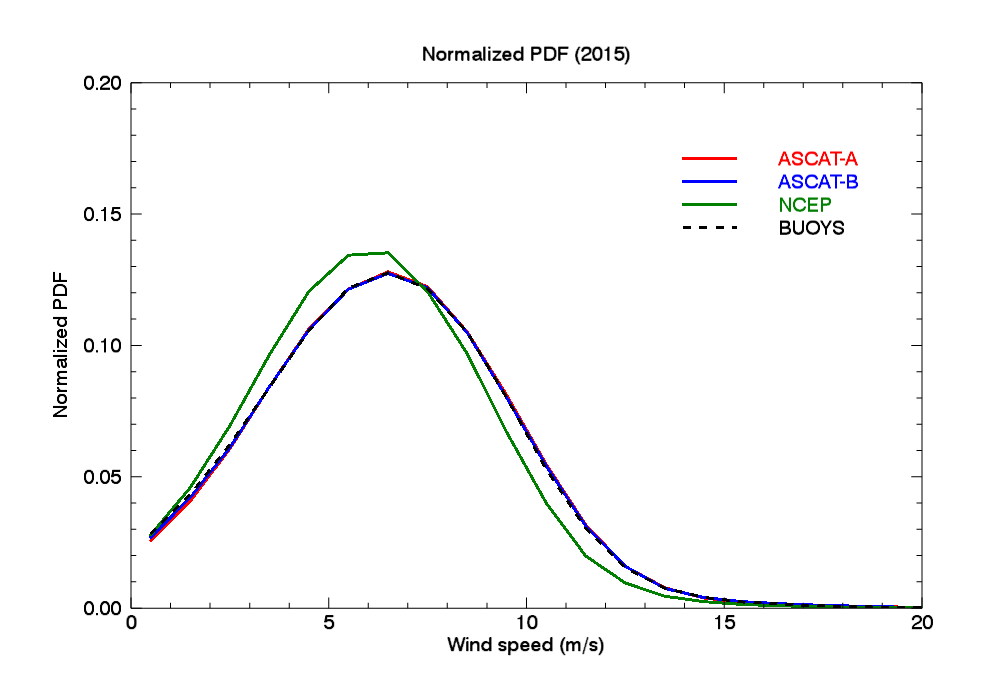 Normalized PDF (2015)
0.20
0.15
0.10
0.05
0.00
Normalized PDF
ASCAT-A
ASCAT-B
NCEP
BUOYS
0 5 10 15 20
Wind speed (m/s)